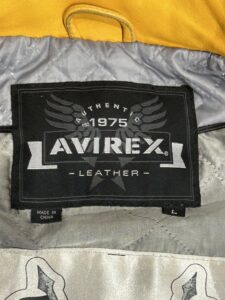 AUTHENTIC
1975
AVIREX®
- LEATHER -
MADE IN
CHINA
L